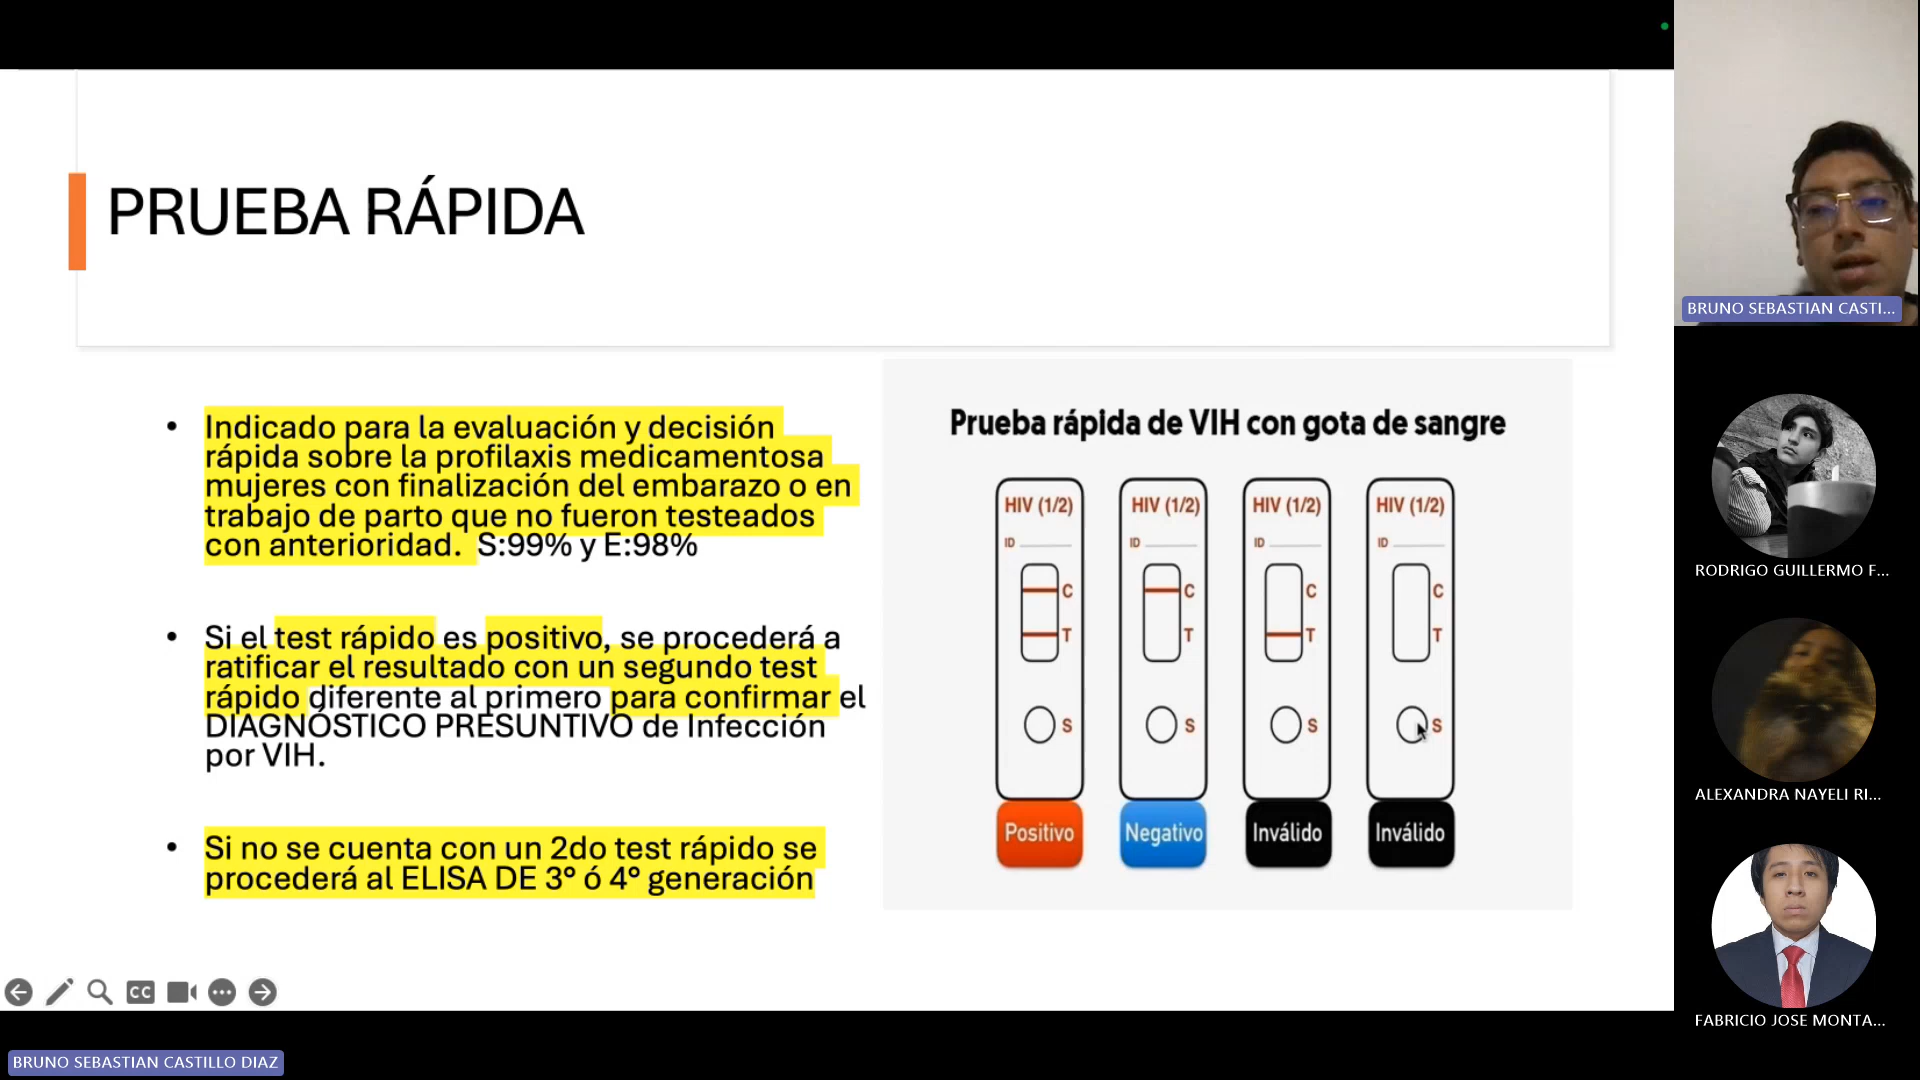 PRUEBA RÁPIDA
• Indicado para la evaluación y decisión
rápida sobre la profilaxis medicamentosa
mujeres con finalización del embarazo o en
trabajo de parto que no fueron testeados
con anterioridad. S:99% y E:98%
• Si el test rápido es positivo, se procederá a
ratificar el resultado con un segundo test
rápido diferente al primero para confirmar el
DIAGNÓSTICO PRESUNTIVO de Infección
por VIH.
• Si no se cuenta con un 2do test rápido se
procederá al ELISA DE 3° ó 4° generación
Prueba rápida de VIH con gota de sangre
HIV (1/2) HIV (1/2) HIV (1/2) HIV (1/2)
ID ID ID ID
C C C C
T T T T
S S S S
Positivo Negativo Inválido Inválido
CC
BRUNO SEBASTIAN CASTILLO DIAZ
BRUNO SEBASTIAN CASTI...
RODRIGO GUILLERMO F...
ALEXANDRA NAYELI RI...
FABRICIO JOSE MONTA...